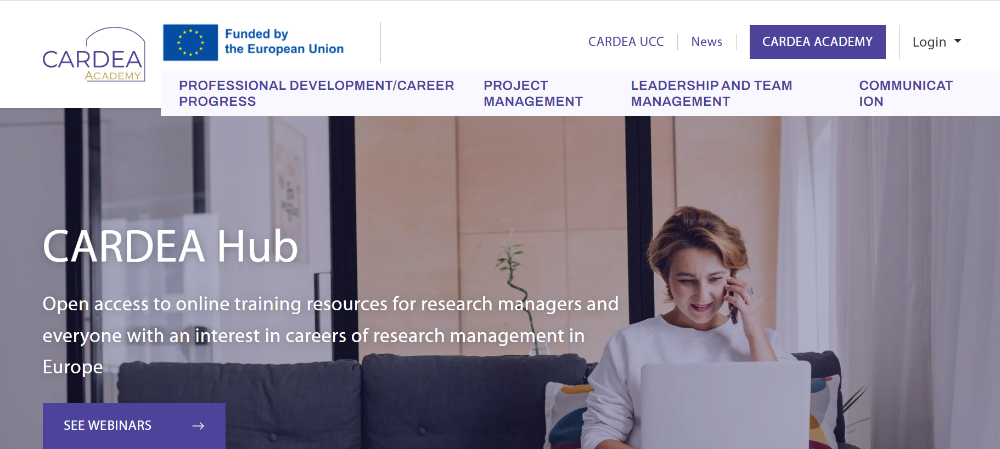 CARDEA
ACADEMY
Funded by
the European Union
CARDEA UCC
News
CARDEA ACADEMY
Login
PROFESSIONAL DEVELOPMENT/CAREER
PROGRESS
PROJECT
MANAGEMENT
LEADERSHIP AND TEAM
MANAGEMENT
COMMUNICAT
ION
CARDEA Hub
Open access to online training resources for research managers and
everyone with an interest in careers of research management in
Europe
SEE WEBINARS